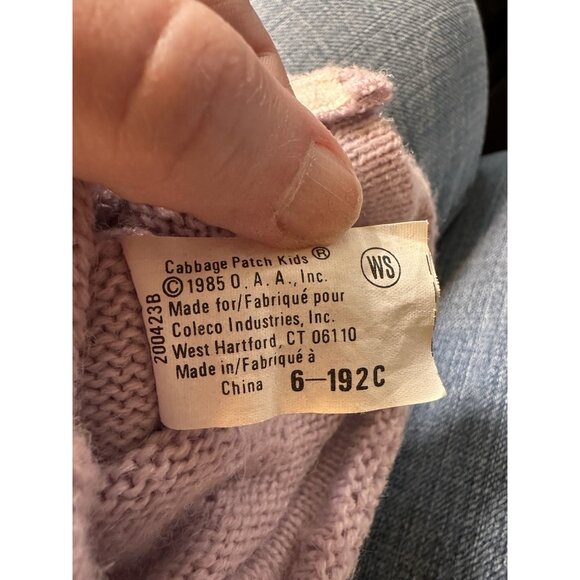 Cabbage Patch Kids®
©1985 O. A. A., Inc.
Made for/Fabriqué pour
Coleco Industries, Inc.
West Hartford, CT 06110
Made in/Fabriqué à
China 6-192C
WS
200423B